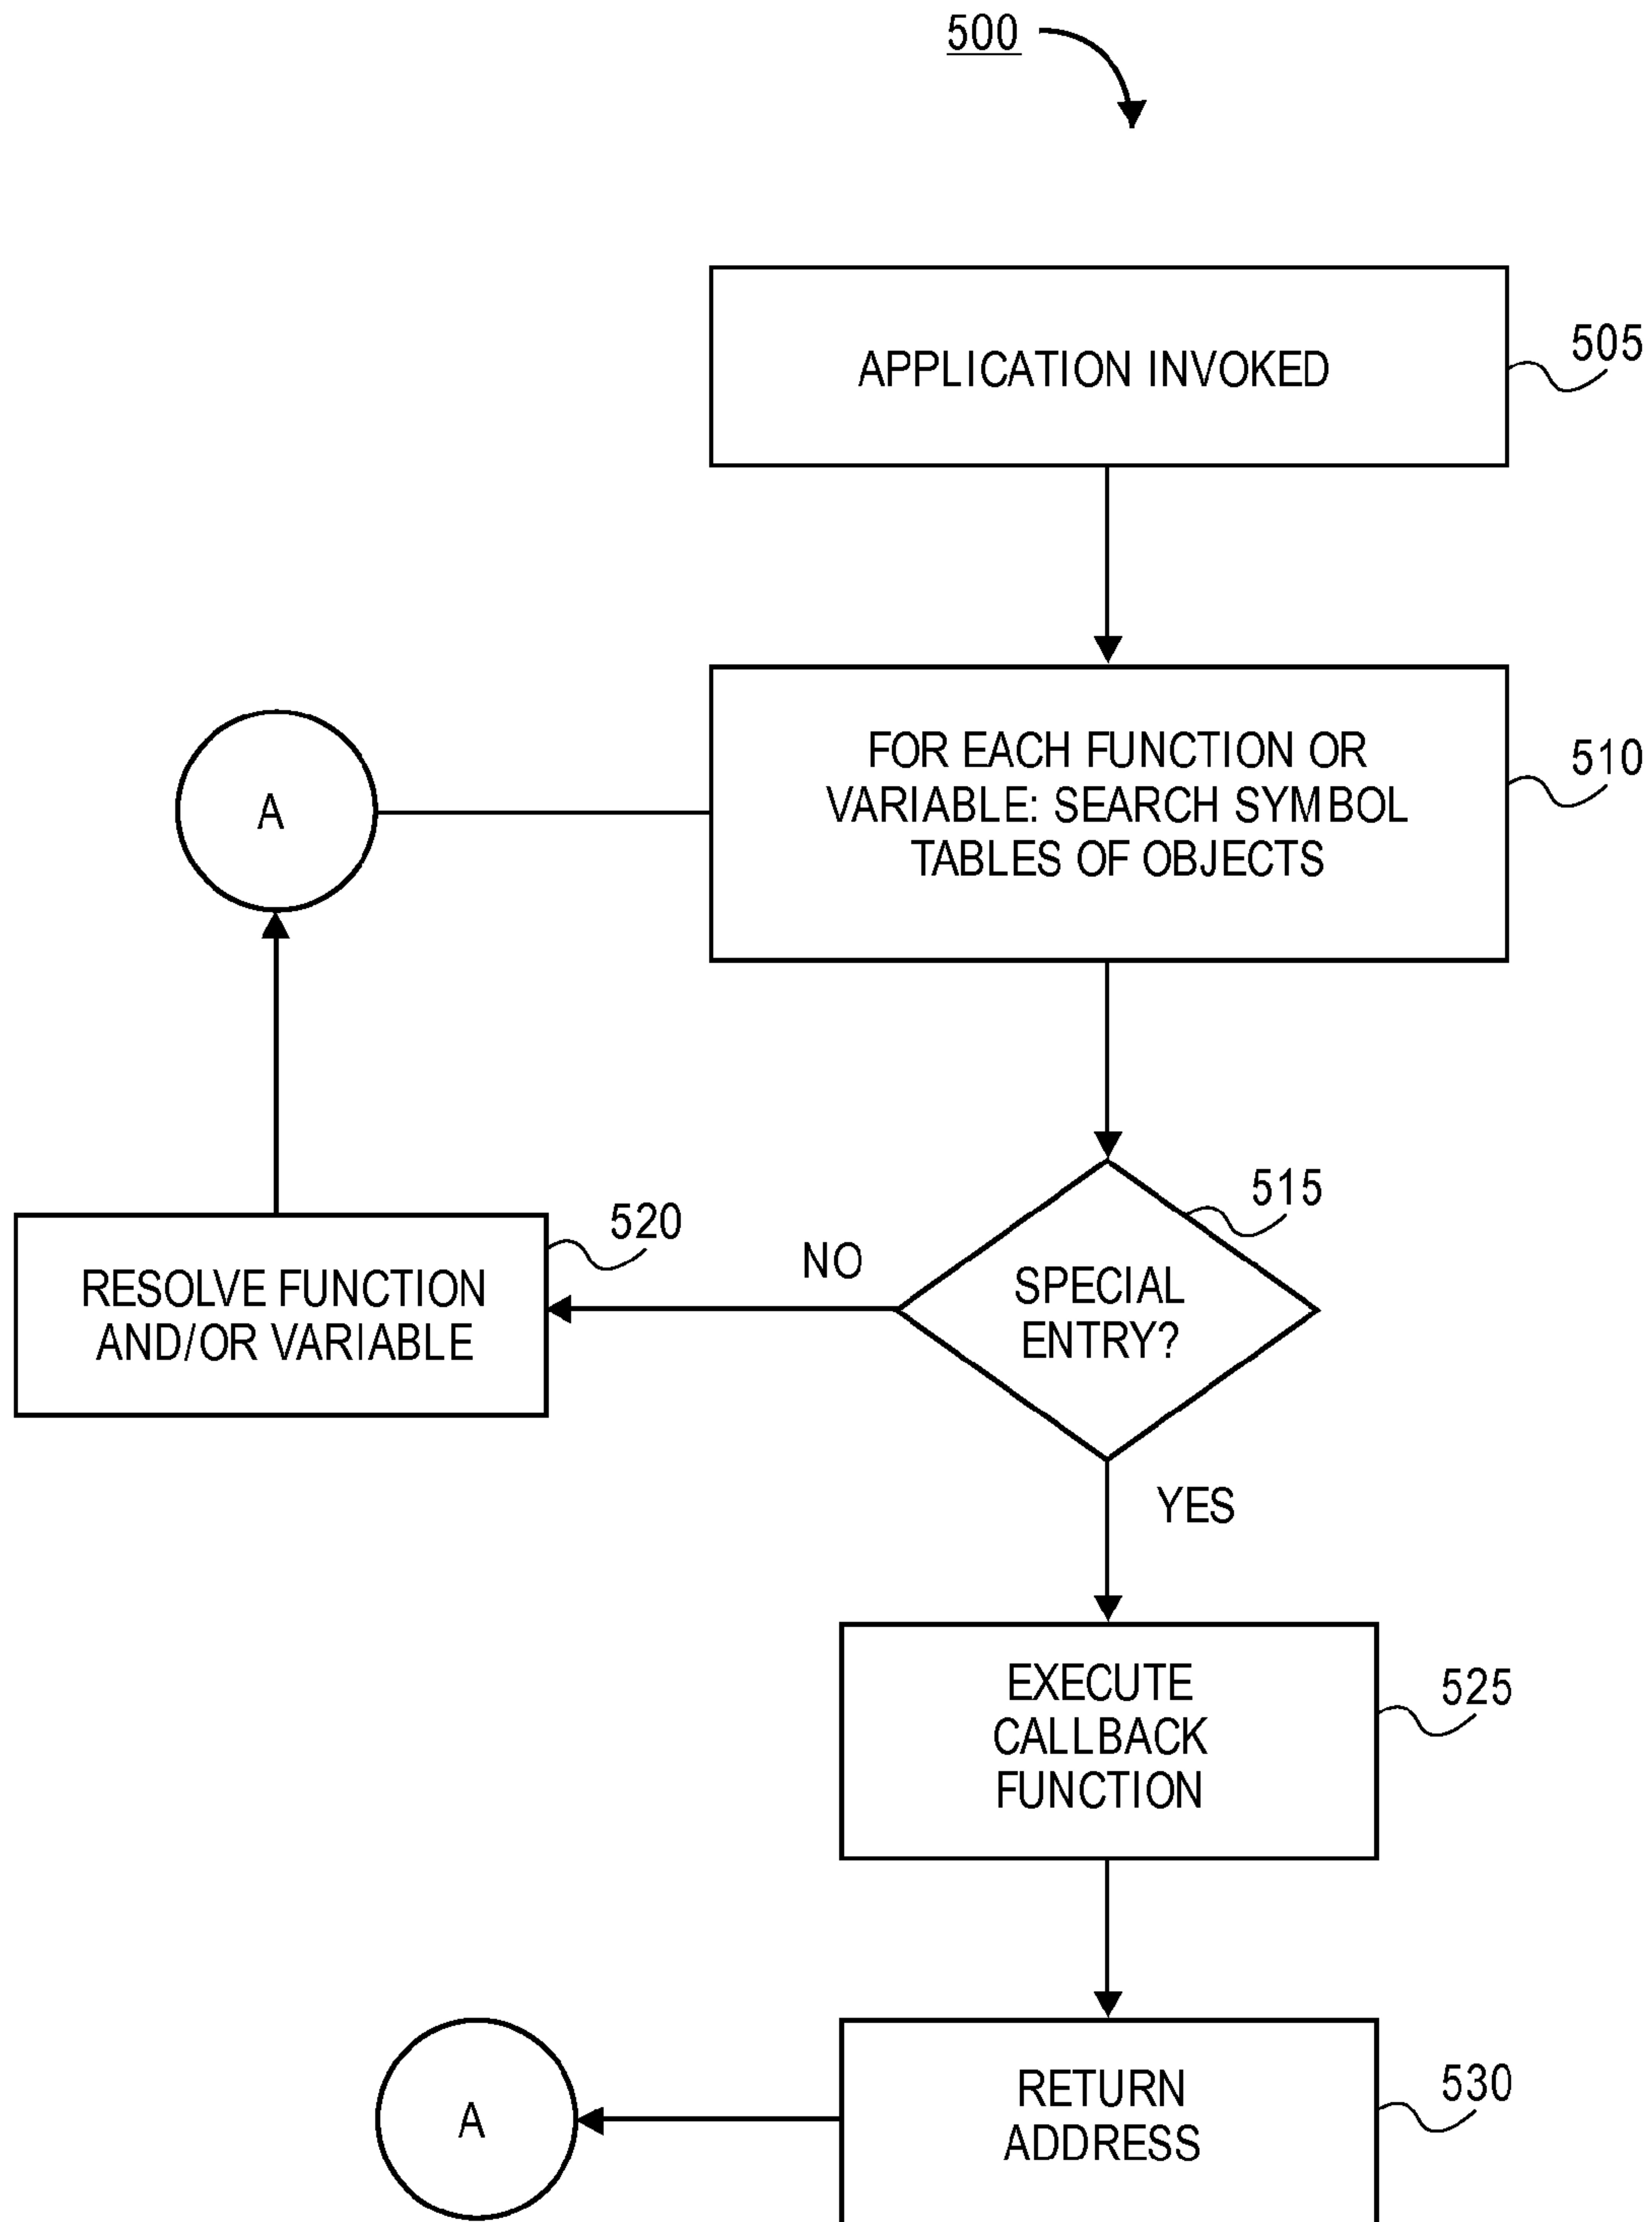 500
APPLICATION INVOKED
505
FOR EACH FUNCTION OR
VARIABLE: SEARCH SYMBOL
TABLES OF OBJECTS
510
A
515
SPECIAL
ENTRY?
NO
520
RESOLVE FUNCTION
AND/OR VARIABLE
YES
EXECUTE
CALLBACK
FUNCTION
525
RETURN
ADDRESS
530
A